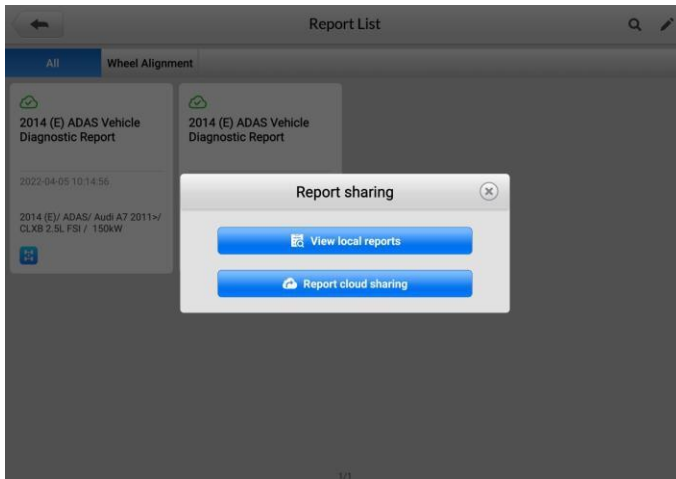 Report List
All
Wheel Alignment
2014 (E) ADAS Vehicle
Diagnostic Report
2022-04-05 10:14:56
2014 (E)/ ADAS/ Audi A7 2011>/
CLXB 2.5L FSI / 150kW
2014 (E) ADAS Vehicle
Diagnostic Report
Report sharing
View local reports
Report cloud sharing
1/1